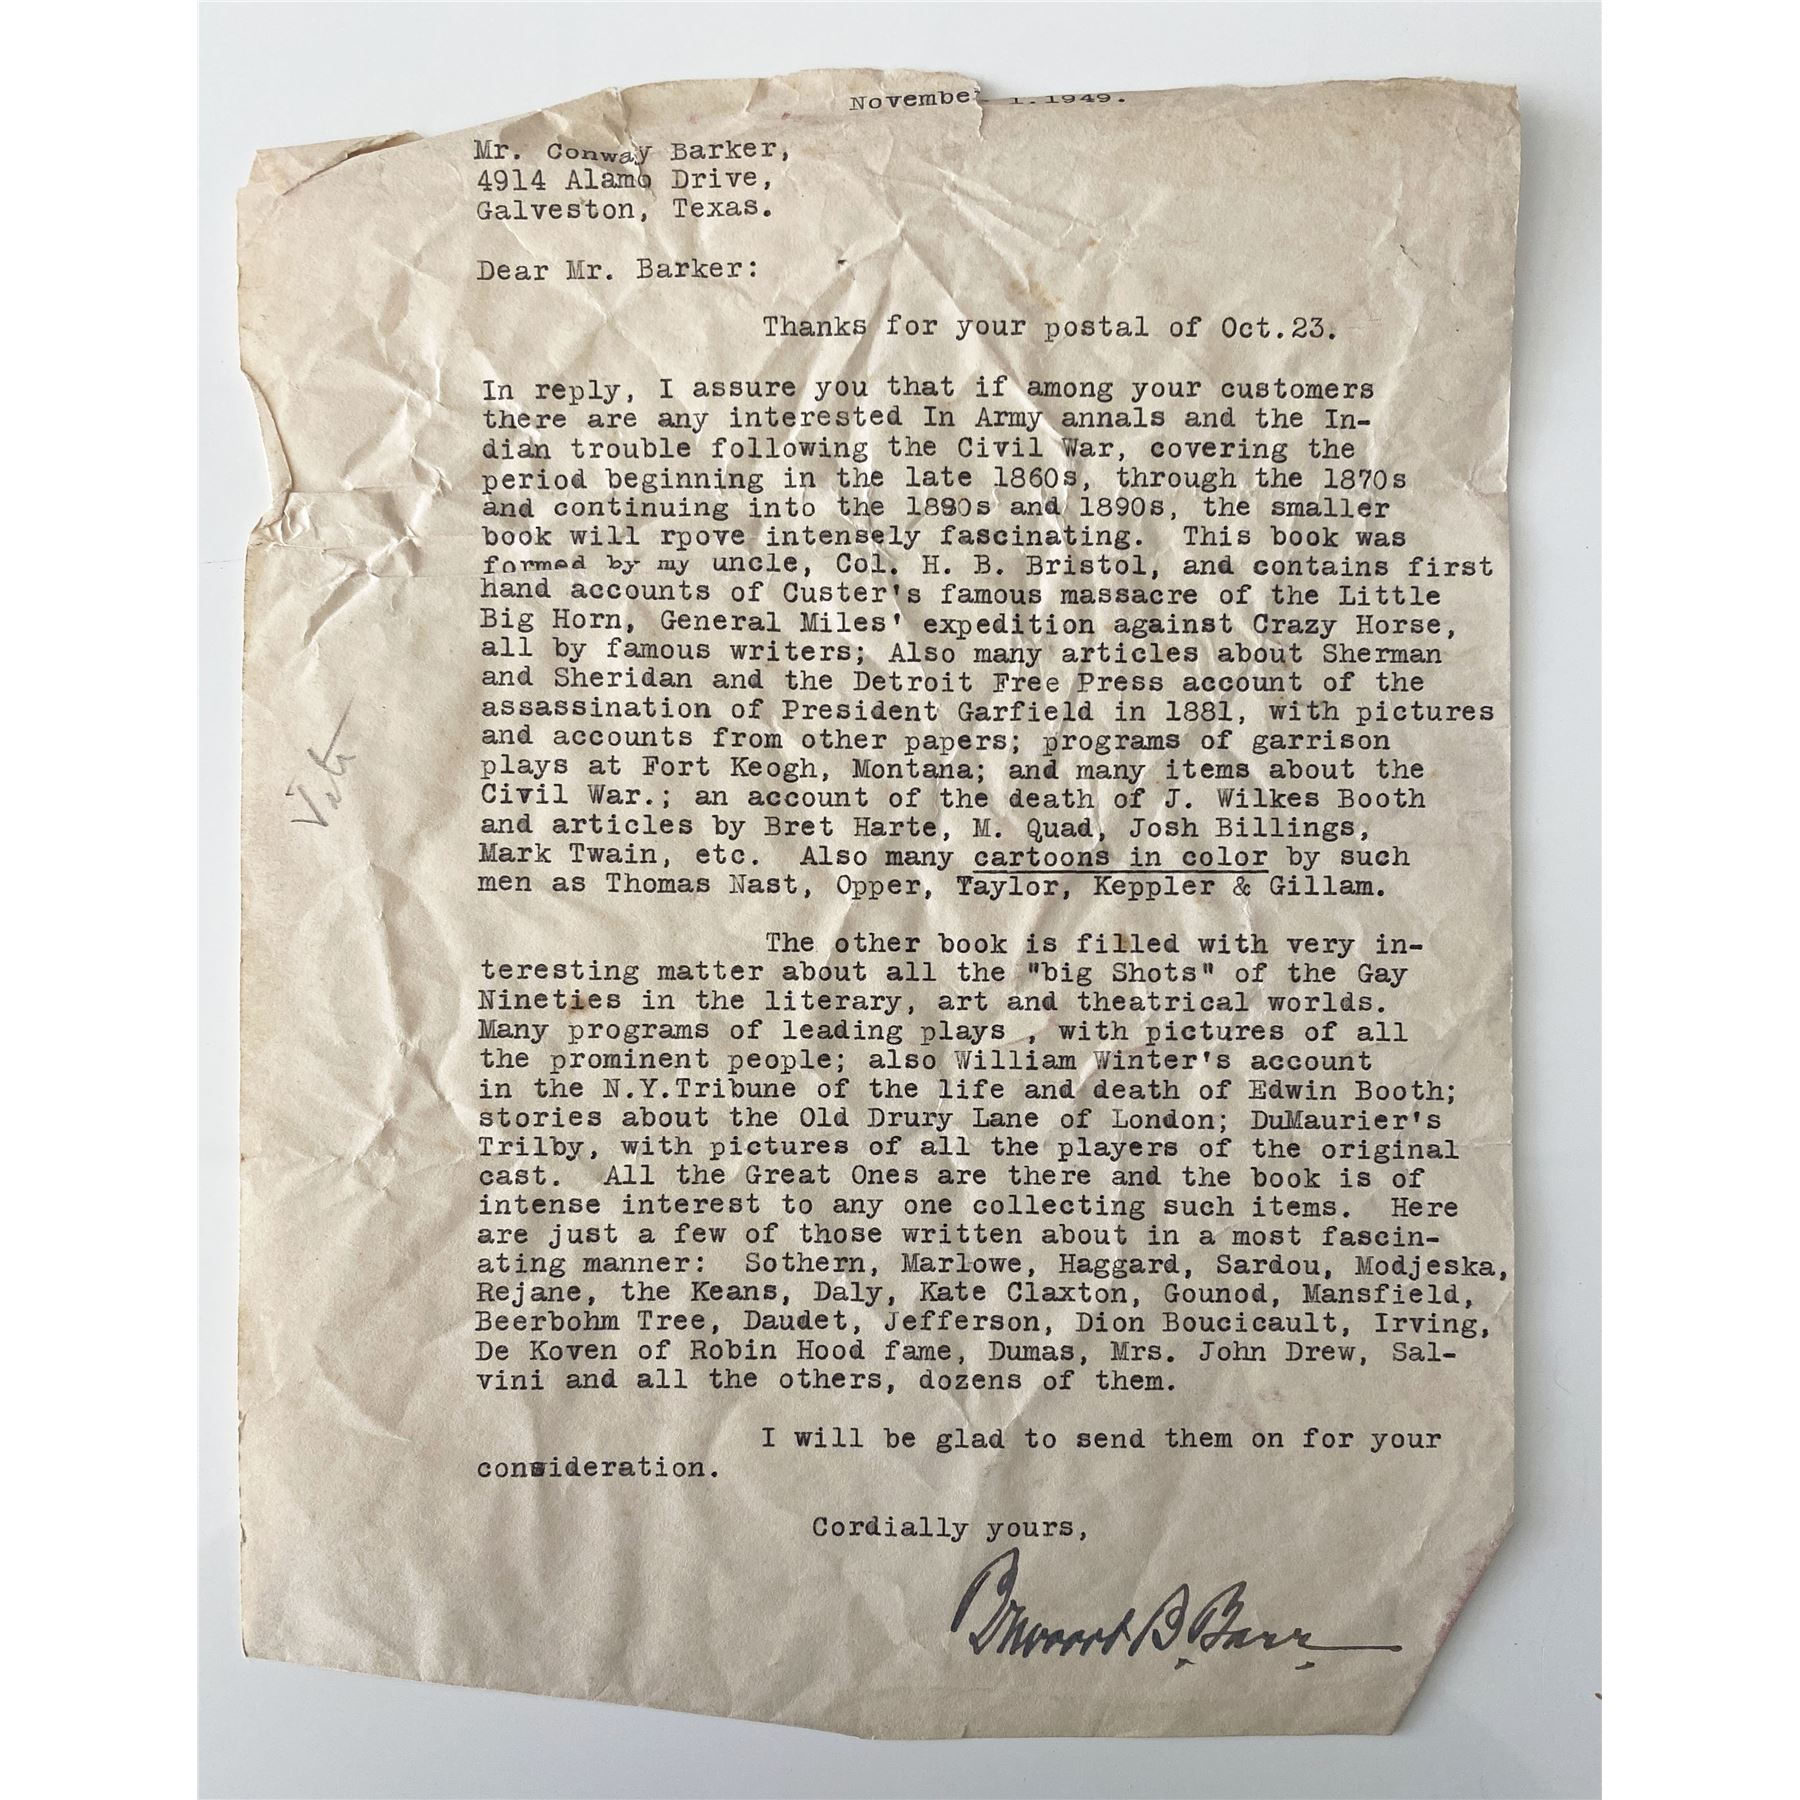 November 1.1949.
Mr. Conway Barker,
4914 Alamo Drive,
Galveston, Texas.
Dear Mr. Barker:
Thanks for your postal of Oct.23.
In reply, I assure you that if among your customers
there are any interested In Army annals and the In-
dian trouble following the Civil War, covering the
period beginning in the late 1860s, through the 1870s
and continuing into the 1880s and 1890s, the smaller
book will rpove intensely fascinating. This book was
formed by my uncle, Col. H. B. Bristol, and contains first
hand accounts of Custer's famous massacre of the Little
Big Horn, General Miles' expedition against Crazy Horse,
all by famous writers; Also many articles about Sherman
and Sheridan and the Detroit Free Press account of the
assassination of President Garfield in 1881, with pictures
and accounts from other papers; programs of garrison
plays at Fort Keogh, Montana; and many items about the
Civil War.; an account of the death of J. Wilkes Booth
and articles by Bret Harte, M. Quad, Josh Billings,
Mark Twain, etc. Also many cartoons in color by such
men as Thomas Nast, Opper, Taylor, Keppler & Gillam.
The other book is filled with very in-
teresting matter about all the "big Shots" of the Gay
Nineties in the literary, art and theatrical worlds.
Many programs of leading plays , with pictures of all
the prominent people; also William Winter's account
in the N.Y.Tribune of the life and death of Edwin Booth;
stories about the Old Drury Lane of London; DuMaurier's
Trilby, with pictures of all the players of the original
cast. All the Great Ones are there and the book is of
intense interest to any one collecting such items. Here
are just a few of those written about in a most fascin-
ating manner: Sothern, Marlowe, Haggard, Sardou, Modjeska,
Rejane, the Keans, Daly, Kate Claxton, Gounod, Mansfield,
Beerbohm Tree, Daudet, Jefferson, Dion Boucicault, Irving,
De Koven of Robin Hood fame, Dumas, Mrs. John Drew, Sal-
vini and all the others, dozens of them.
I will be glad to send them on for your
consideration.
Cordially yours,
B. Barr